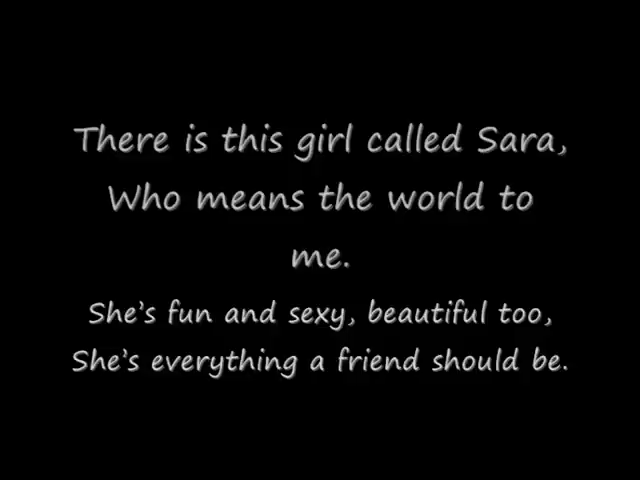 There is this girl called Sara,
Who means the world to
me.
She's fun and sexy, beautiful too,
She's everything a friend should be.